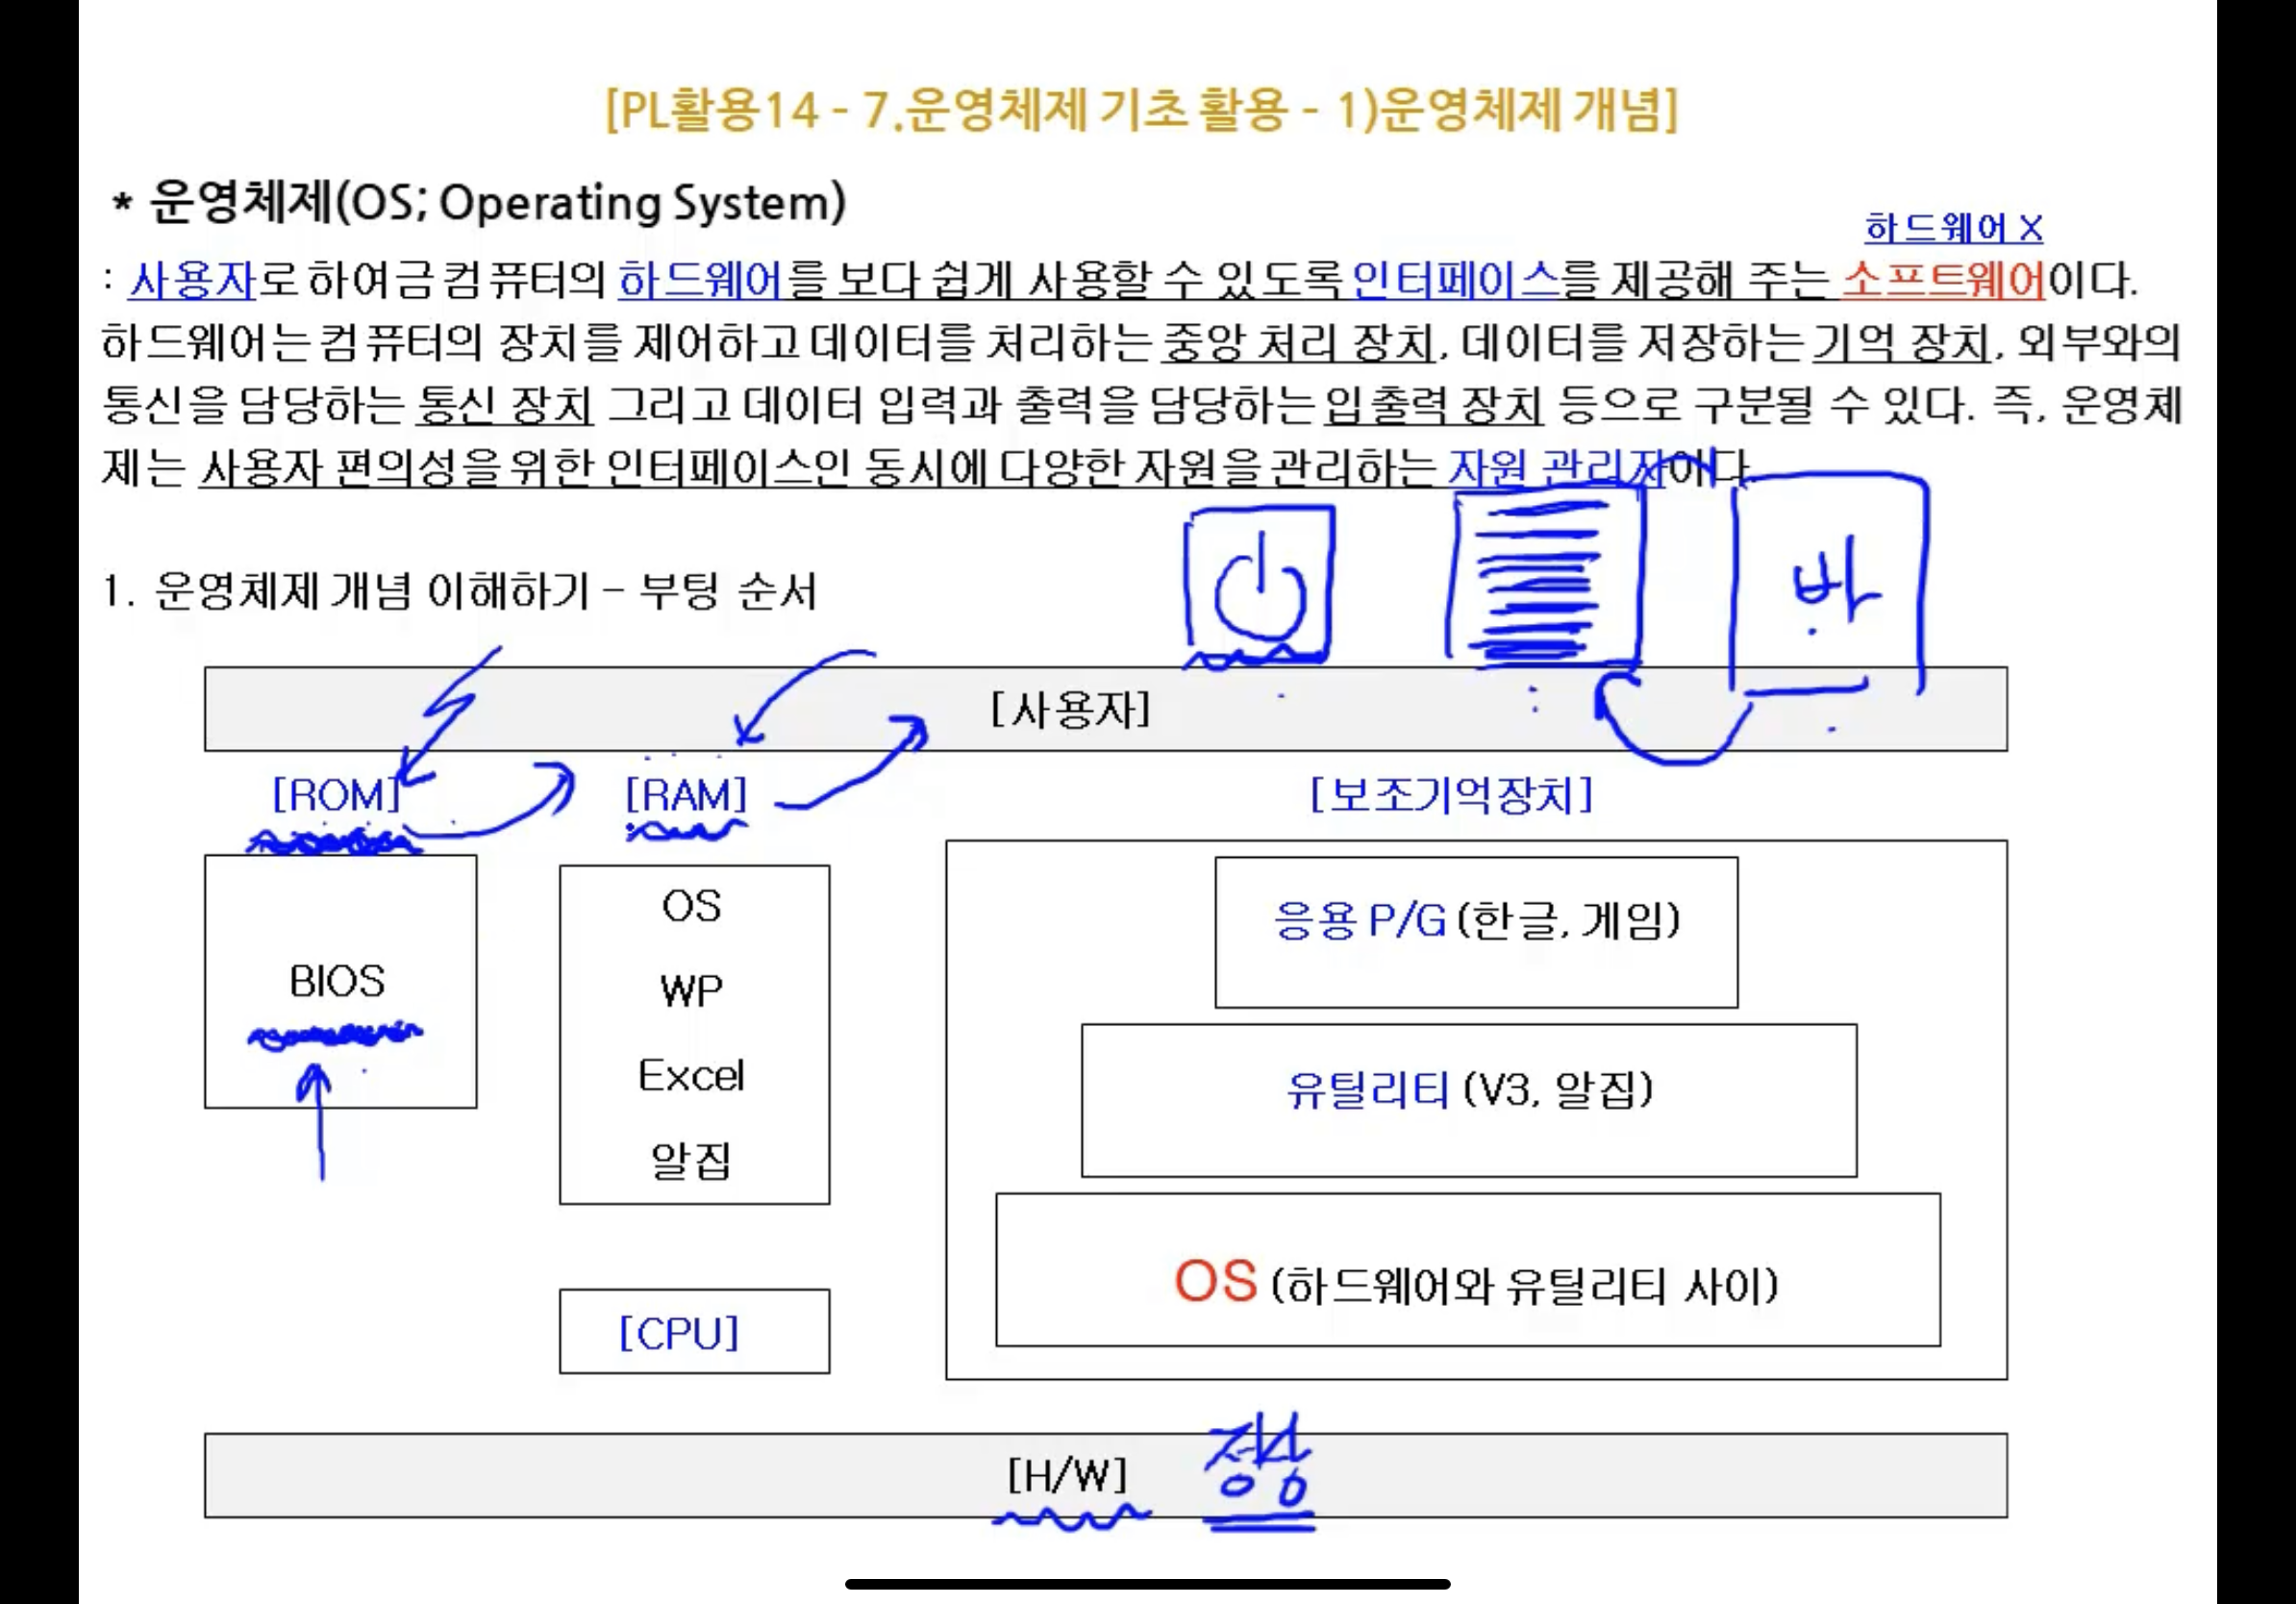 [PL활용14 - 7.운영체제 기초 활용 - 1)운영체제 개념]
* 운영체제(OS; Operating System)
하드웨어 X
: 사용자로 하여금 컴퓨터의 하드웨어를 보다 쉽게 사용할 수 있도록 인터페이스를 제공해 주는 소프트웨어이다.
하드웨어는 컴퓨터의 장치를 제어하고 데이터를 처리하는 중앙 처리 장치, 데이터를 저장하는 기억 장치, 외부와의
통신을 담당하는 통신 장치 그리고 데이터 입력과 출력을 담당하는 입출력 장치 등으로 구분될 수 있다. 즉, 운영체
제는 사용자 편의성을 위한 인터페이스인 동시에 다양한 자원을 관리하는 자원 관리자이다.
바
1. 운영체제 개념 이해하기 - 부팅 순서
[사용자]
[ROM]
[RAM]
[보조기억장치]
BIOS
OS
WP
Excel
알집
[CPU]
응용 P/G (한글, 게임)
유틸리티 (V3, 알집)
OS (하드웨어와 유틸리티 사이)
[H/W]
정상